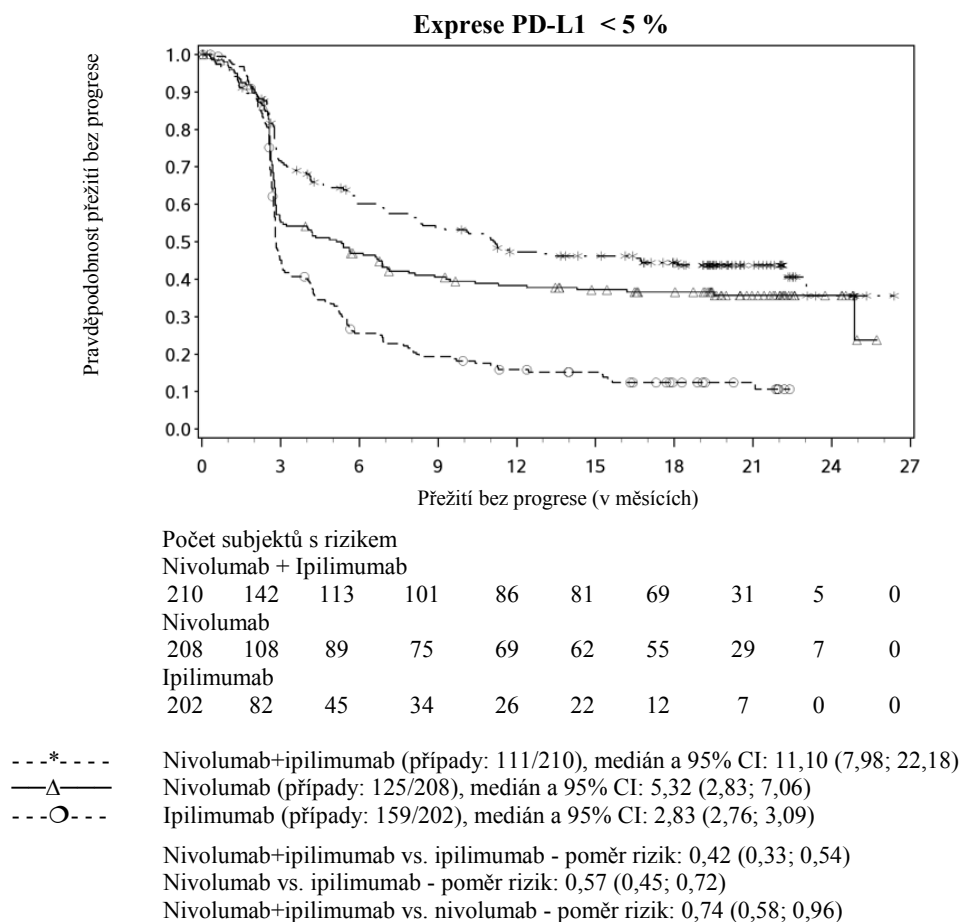 Exprese PD-L1 < 5 %
Pravděpodobnost přežití bez progrese
1.0
0.9
0.8
0.7
0.6
0.5
0.4
0.3
0.2
0.1
0.0
0 3 6 9 12 15 18 21 24 27
Přežití bez progrese (v měsících)
Počet subjektů s rizikem
Nivolumab + Ipilimumab
210 142 113 101 86 81 69 31 5 0
Nivolumab
208 108 89 75 69 62 55 29 7 0
Ipilimumab
202 82 45 34 26 22 12 7 0 0
- - -*- - - - Nivolumab+ipilimumab (případy: 111/210), medián a 95% CI: 11,10 (7,98; 22,18)
——Δ—— Nivolumab (případy: 125/208), medián a 95% CI: 5,32 (2,83; 7,06)
- - -❍- - - Ipilimumab (případy: 159/202), medián a 95% CI: 2,83 (2,76; 3,09)
Nivolumab+ipilimumab vs. ipilimumab - poměr rizik: 0,42 (0,33; 0,54)
Nivolumab vs. ipilimumab - poměr rizik: 0,57 (0,45; 0,72)
Nivolumab+ipilimumab vs. nivolumab - poměr rizik: 0,74 (0,58; 0,96)